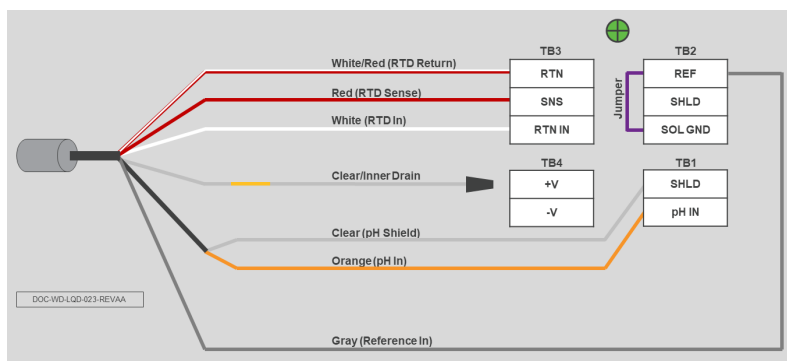 TB3
TB2
White/Red (RTD Return)
RTN
REF
Red (RTD Sense)
SNS
SHLD
Jumper
White (RTD In)
RTN IN
SOL GND
TB4
TB1
Clear/Inner Drain
+V
SHLD
-V
pH IN
Clear (pH Shield)
Orange (pH In)
DOC-WD-LQD-023-REVAA
Gray (Reference In)